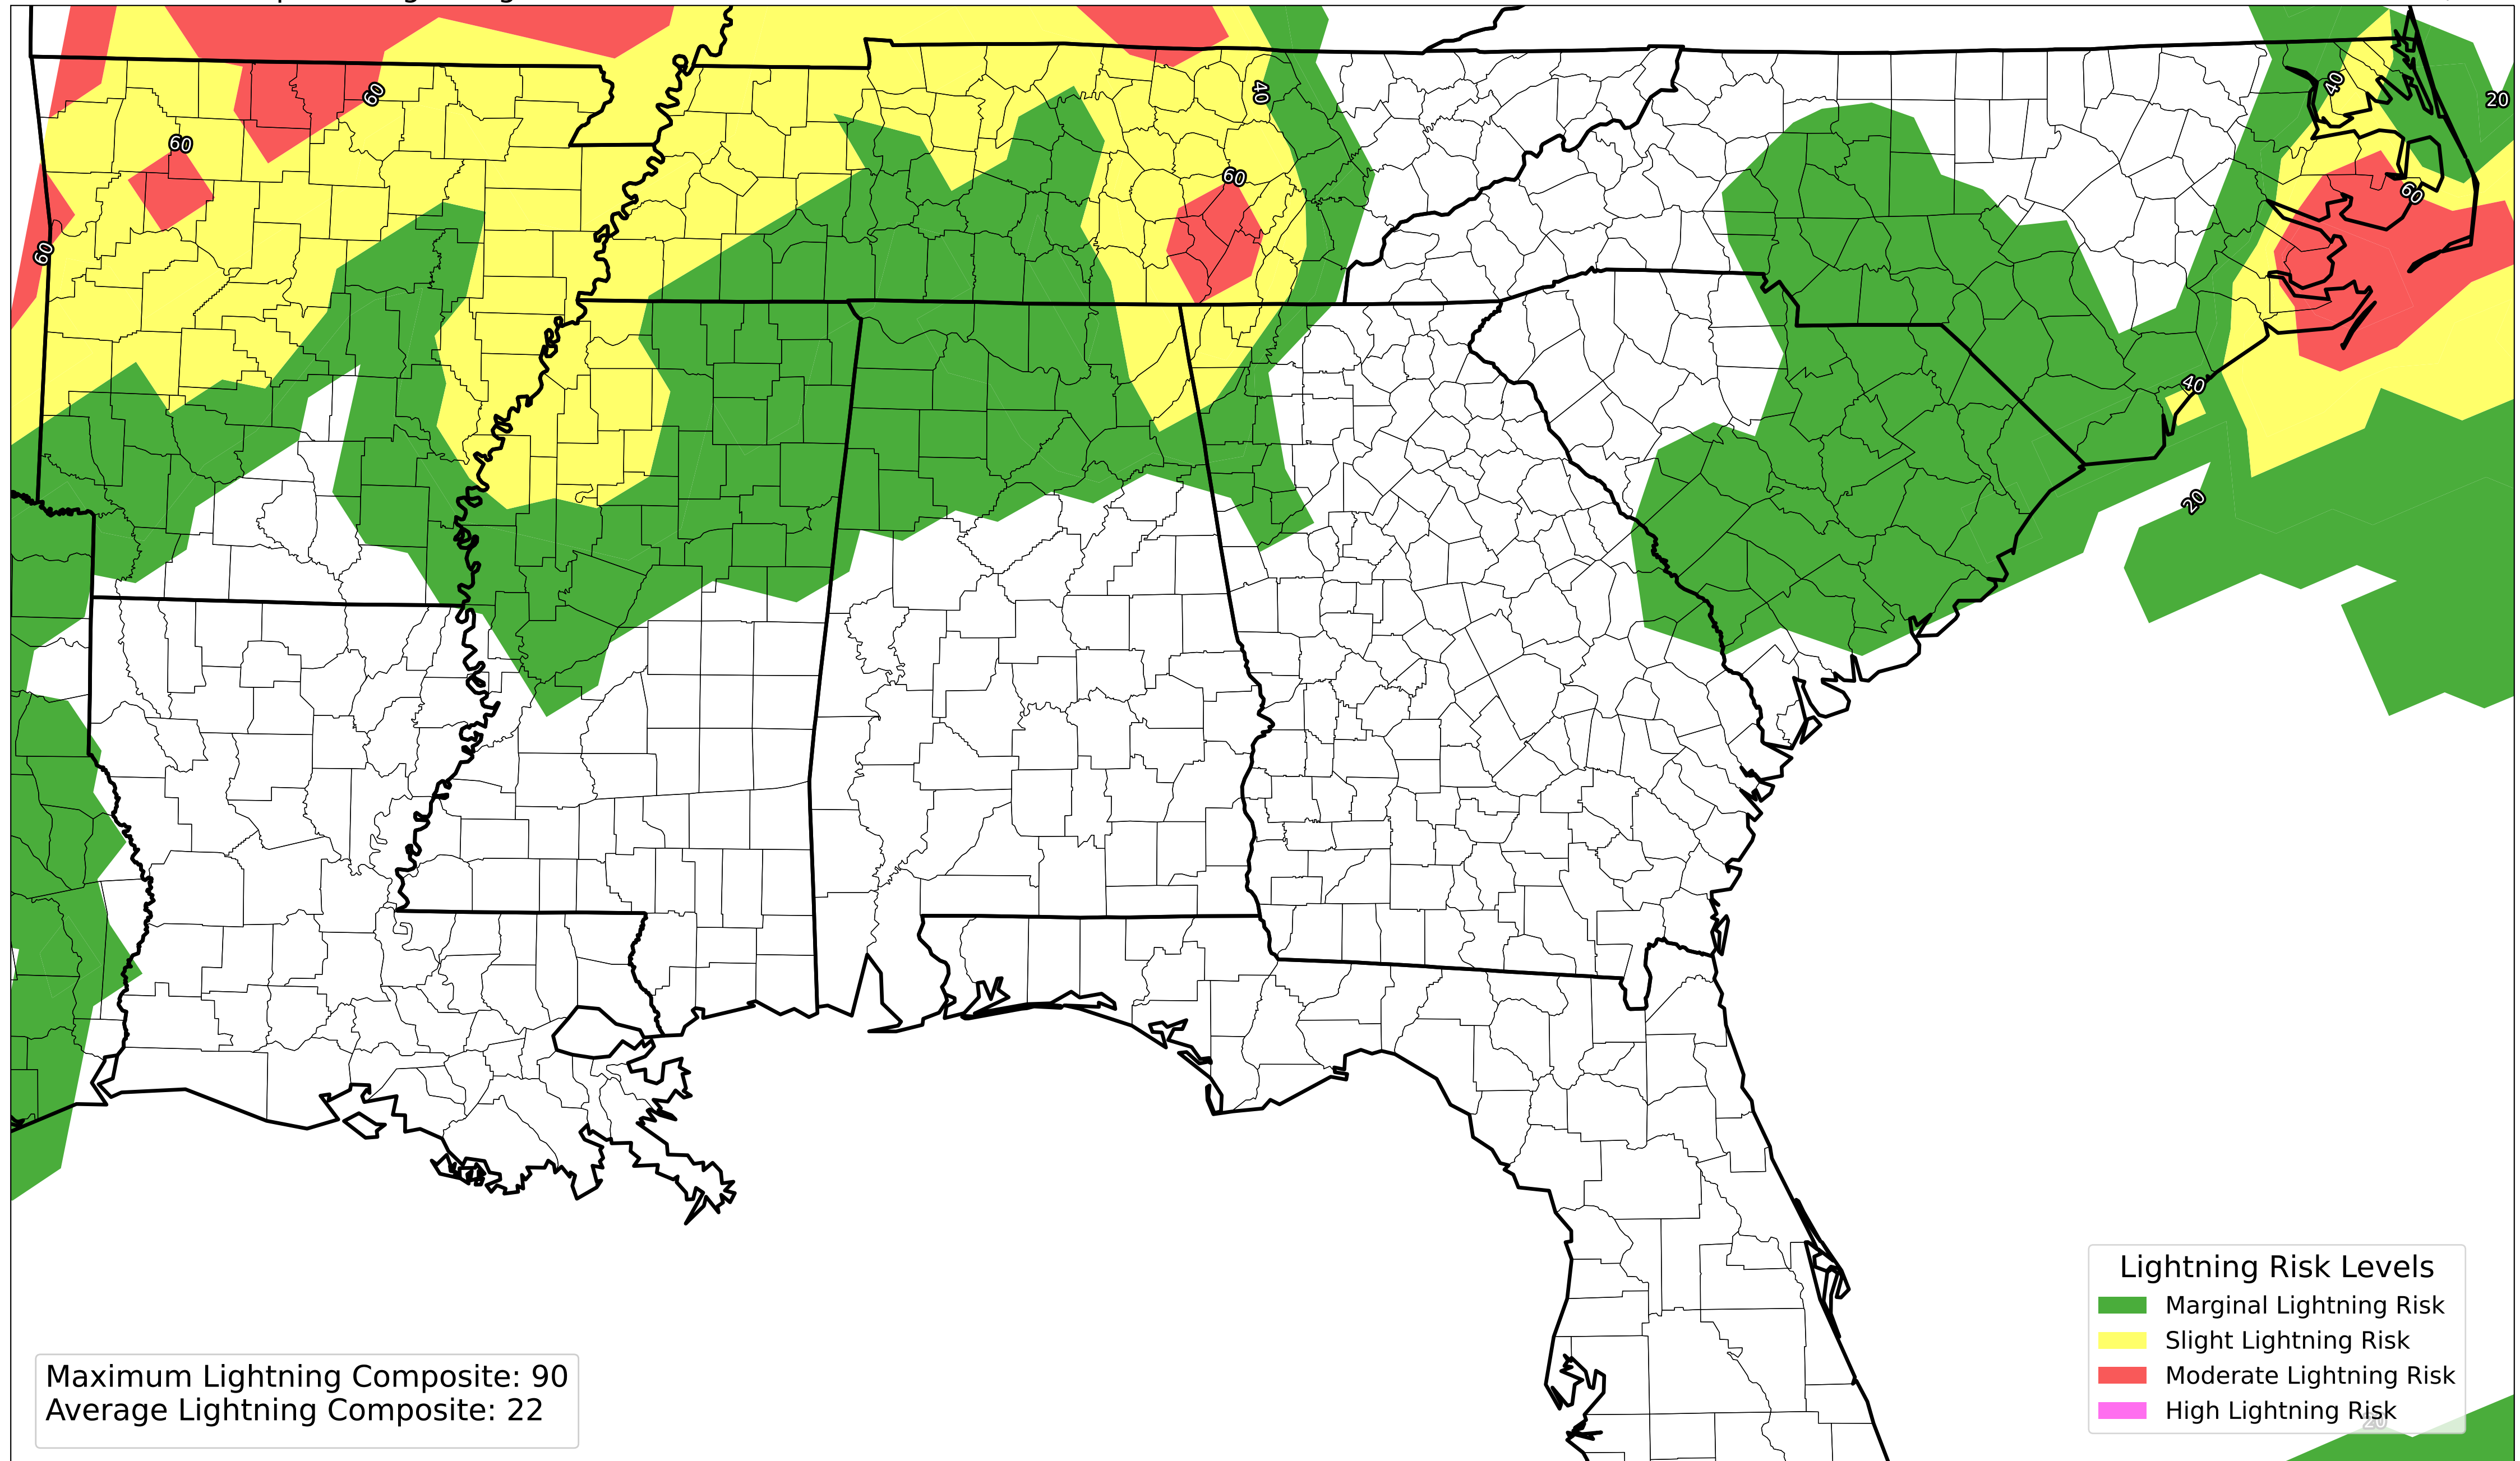 60
40
40
20
60
60
60
60
40
20
Lightning Risk Levels
Marginal Lightning Risk
Slight Lightning Risk
Moderate Lightning Risk
High Lightning Risk
20
Maximum Lightning Composite: 90
Average Lightning Composite: 22